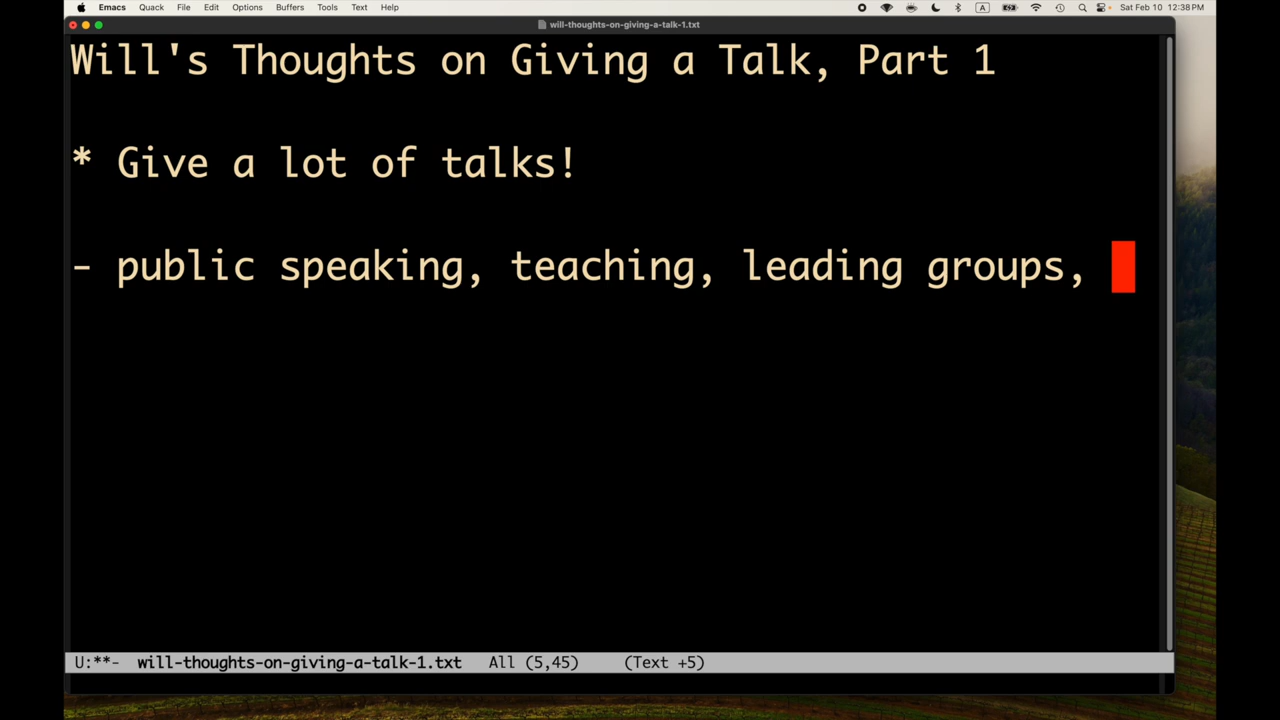 Emacs Quack File Edit Options Buffers Tools Text Help A Sat Feb 10 12:38 PM
will-thoughts-on-giving-a-talk-1.txt
Will's Thoughts on Giving a Talk, Part 1
* Give a lot of talks!
- public speaking, teaching, leading groups,
U:**- will-thoughts-on-giving-a-talk-1.txt All (5,45) (Text +5)